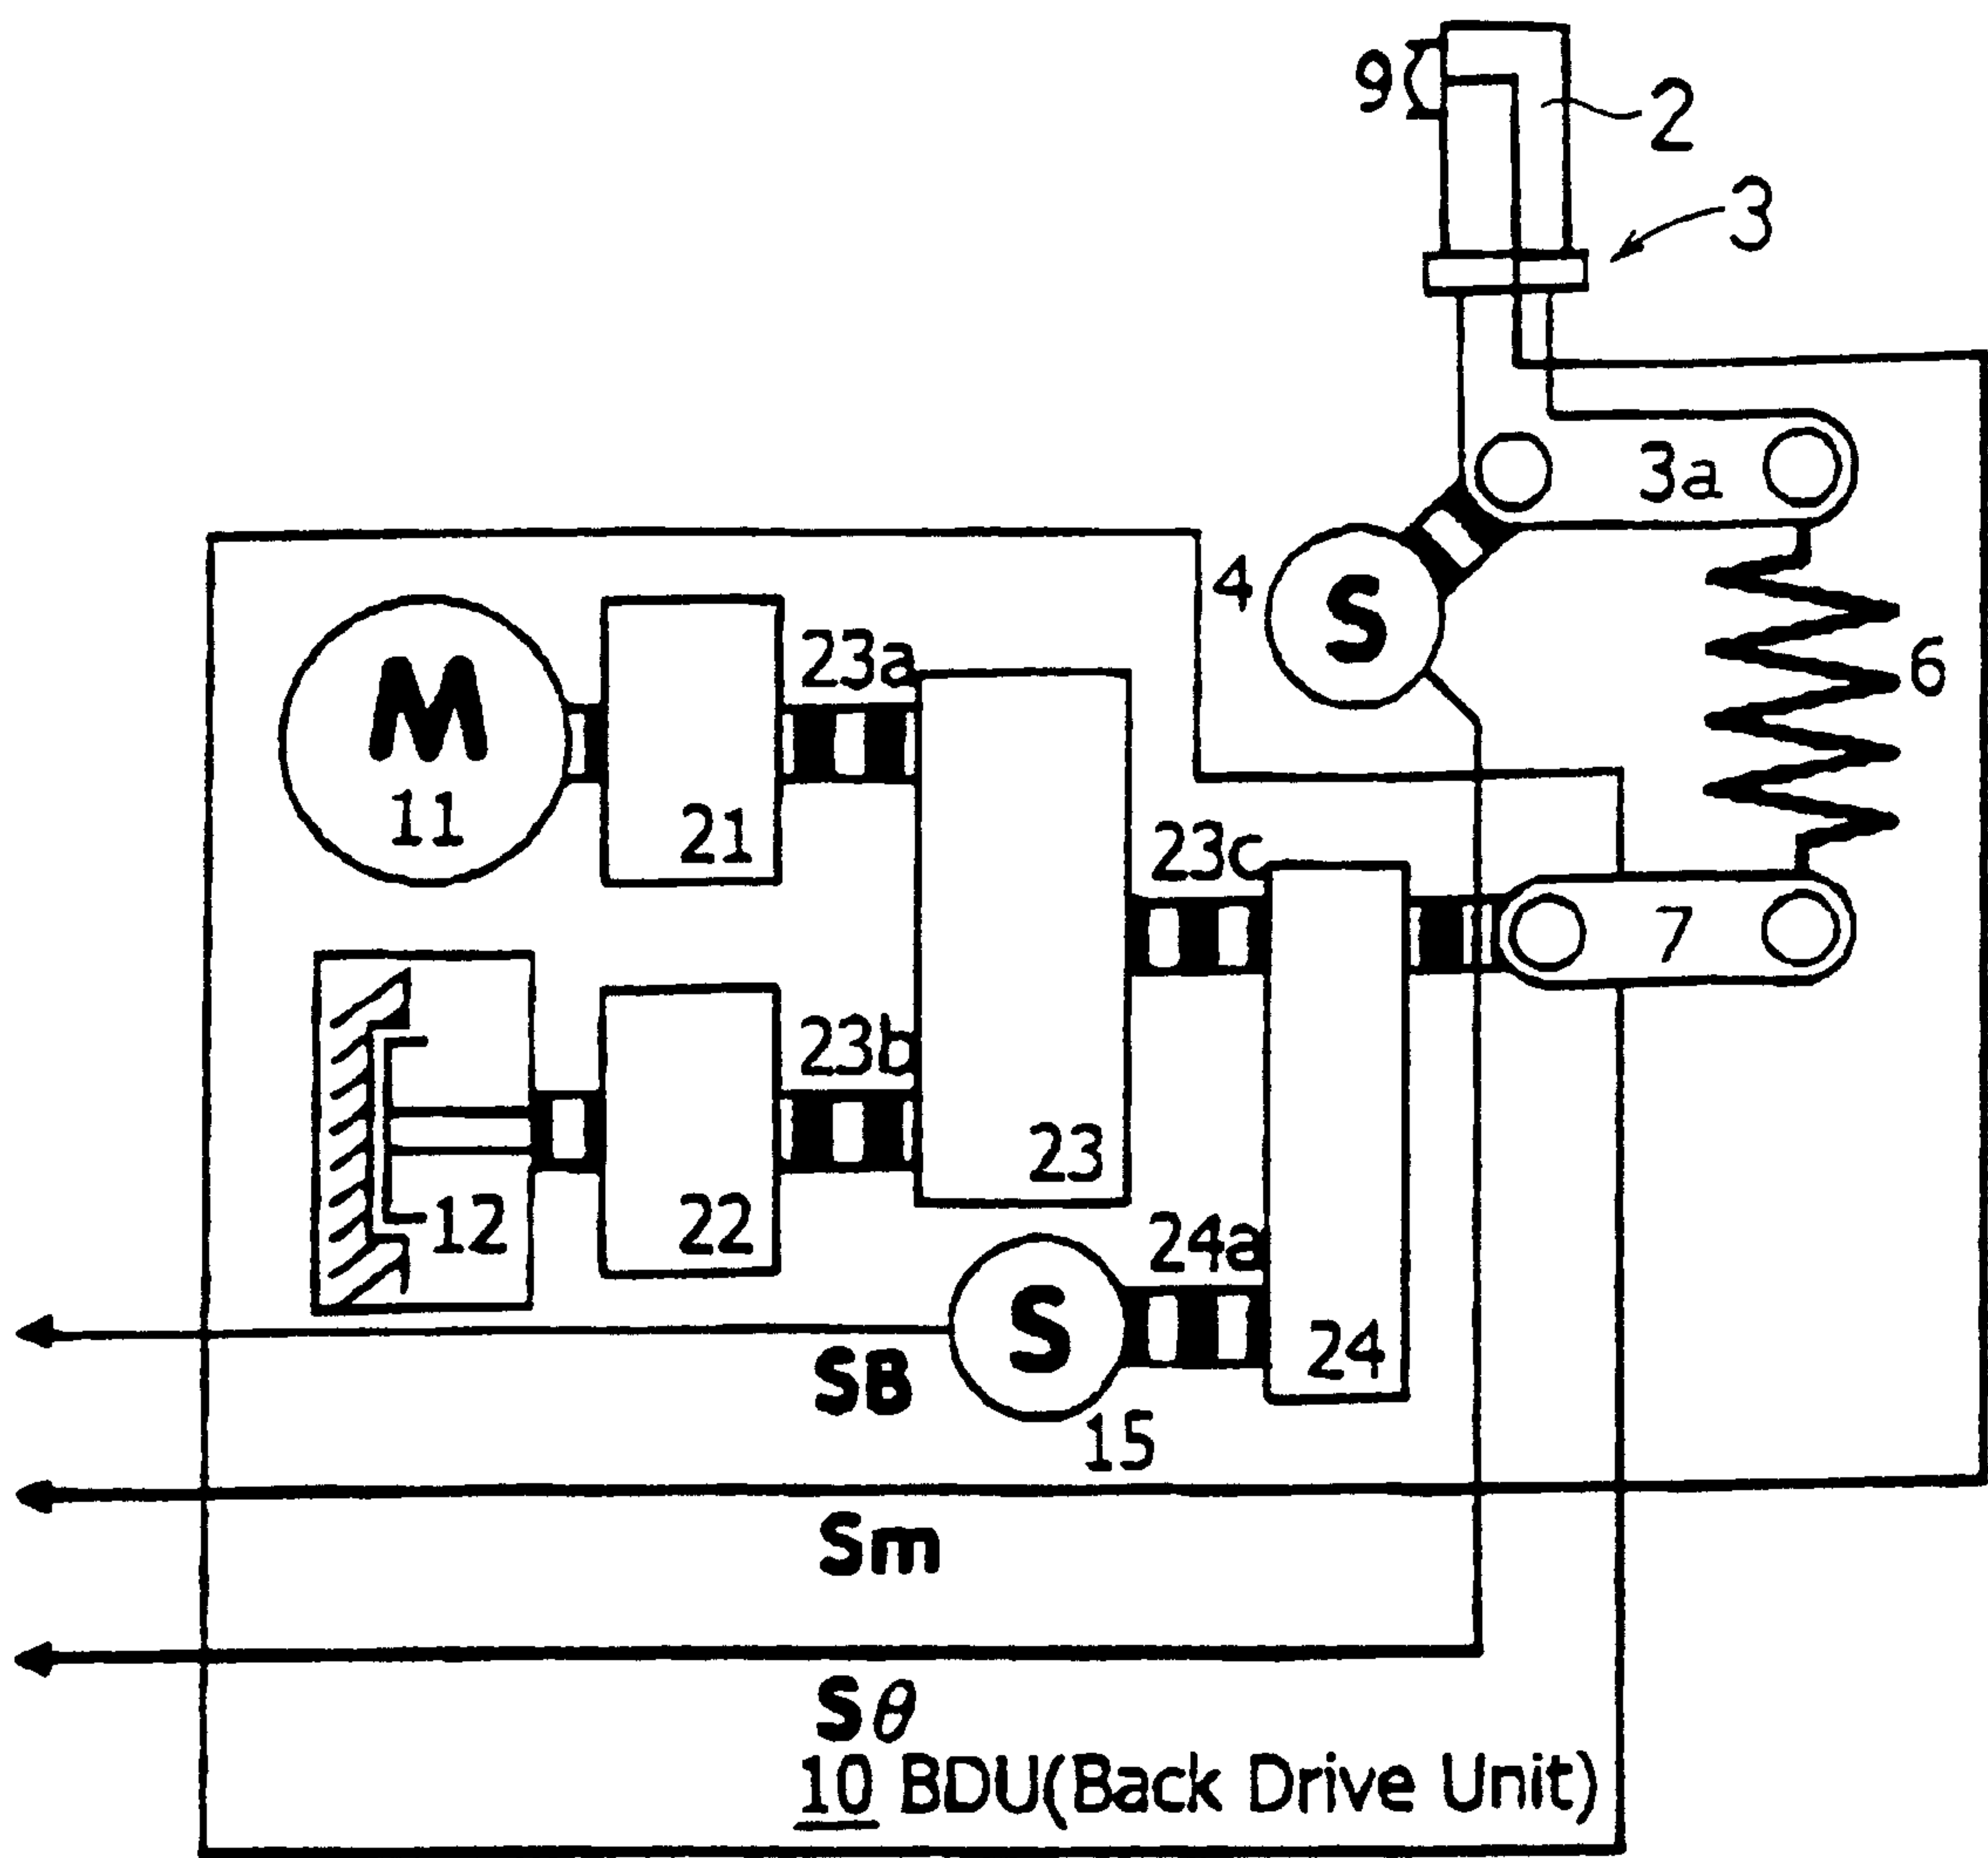 9
2
3
3a
4
S
6
M
11
21
23a
23c
7
23b
23
12
22
24a
S
24
SB
15
Sm
Sθ
10 BDU(Back Drive Unit)